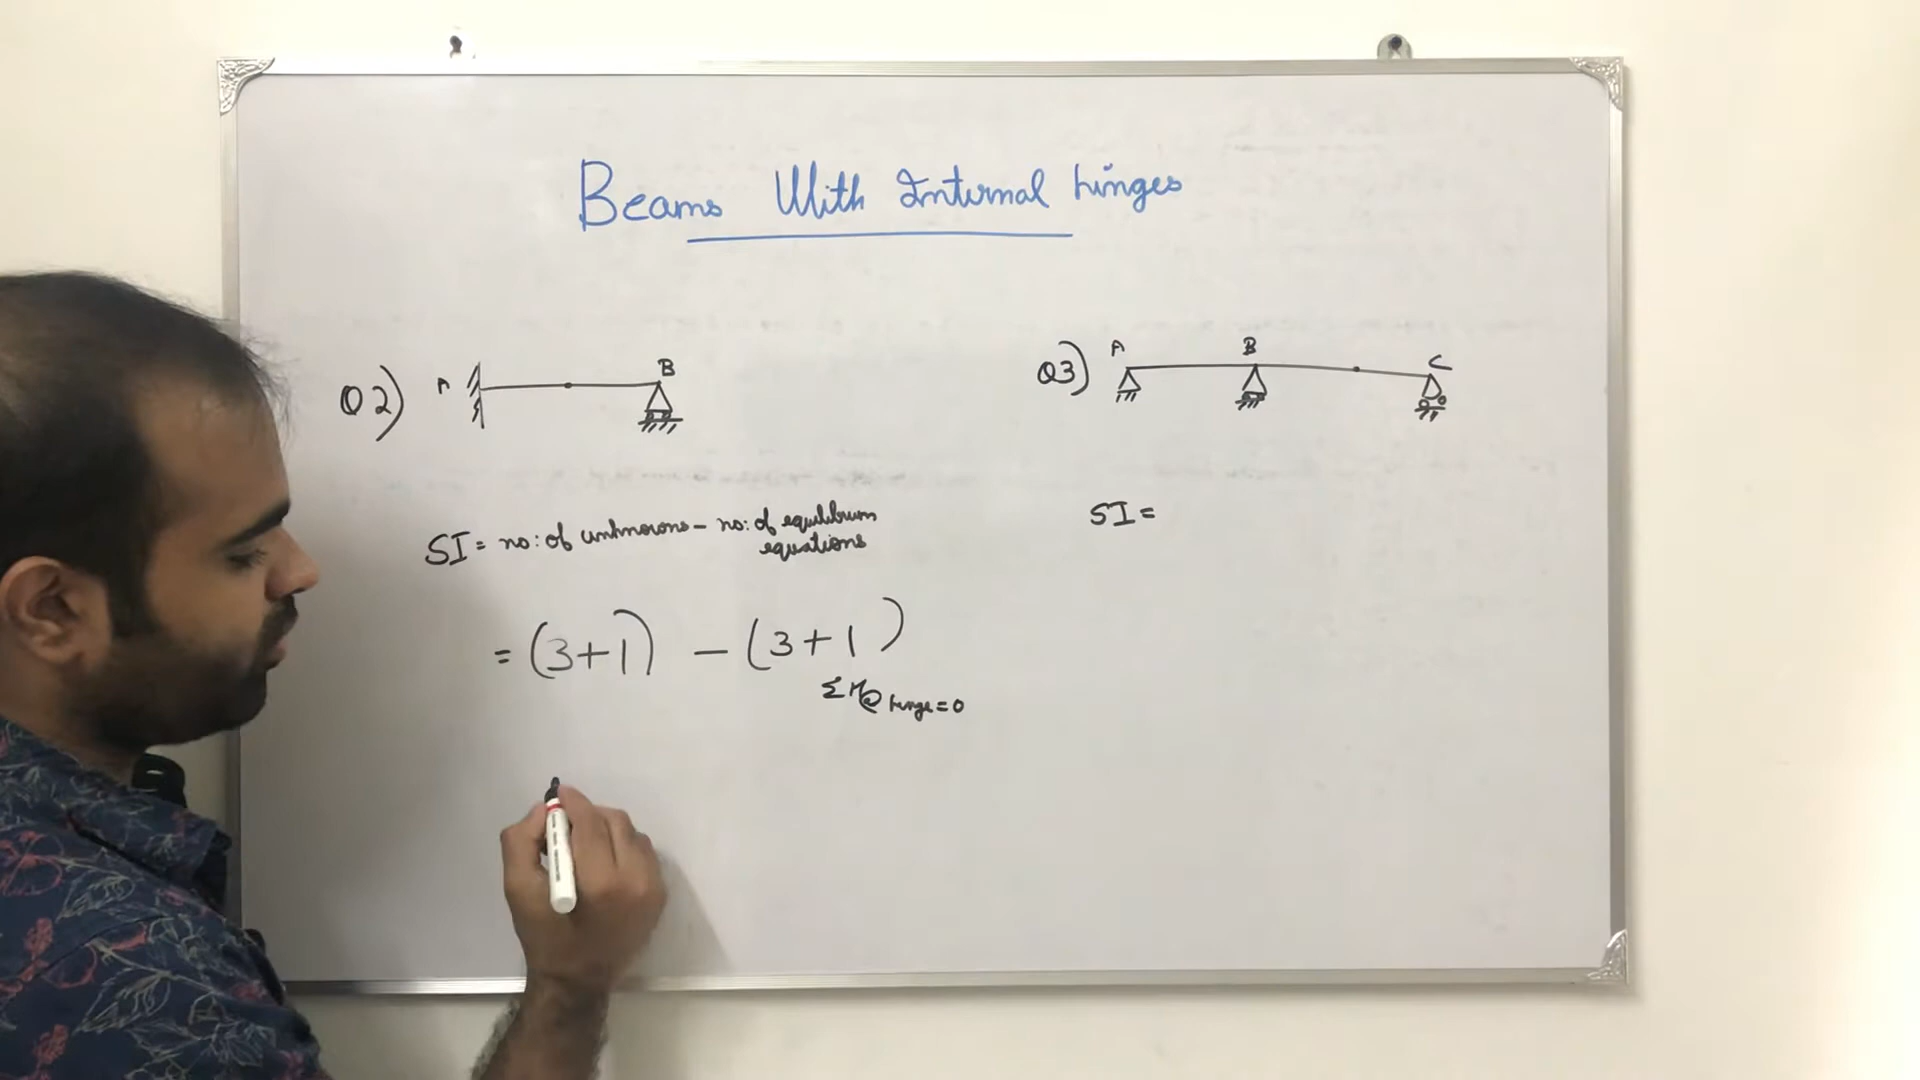 Beams With Internal hinges
Q2) A B
SI = no: of unknowns - no: of equilibrum
equations
= (3+1) - (3+1)
ΣM@ hinge = 0
Q3) A B C
SI =